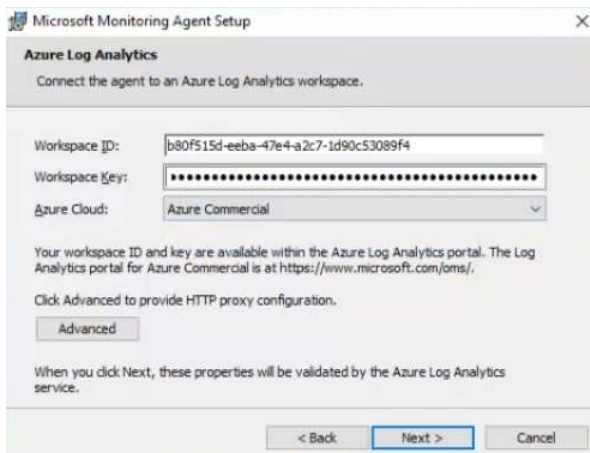 Microsoft Monitoring Agent Setup
Azure Log Analytics
Connect the agent to an Azure Log Analytics workspace.
Workspace ID: b80f515d-eeba-47e4-a2c7-1d90c53089f4
Workspace Key: ••••••••••••••••••••••••••••••••••••••••••••
Azure Cloud: Azure Commercial
Your workspace ID and key are available within the Azure Log Analytics portal. The Log
Analytics portal for Azure Commercial is at https://www.microsoft.com/oms/.
Click Advanced to provide HTTP proxy configuration.
Advanced
When you click Next, these properties will be validated by the Azure Log Analytics
service.
< Back Next > Cancel